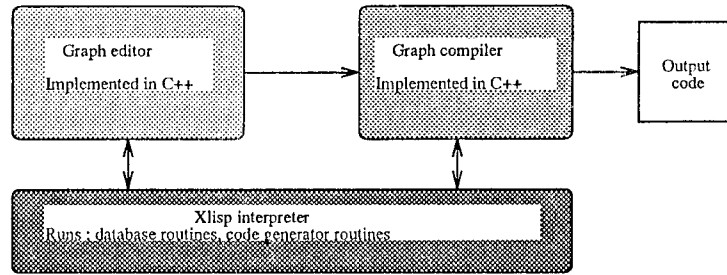 Graph editor
Implemented in C++
Graph compiler
Implemented in C++
Output
code
Xlisp interpreter
Runs : database routines, code generator routines